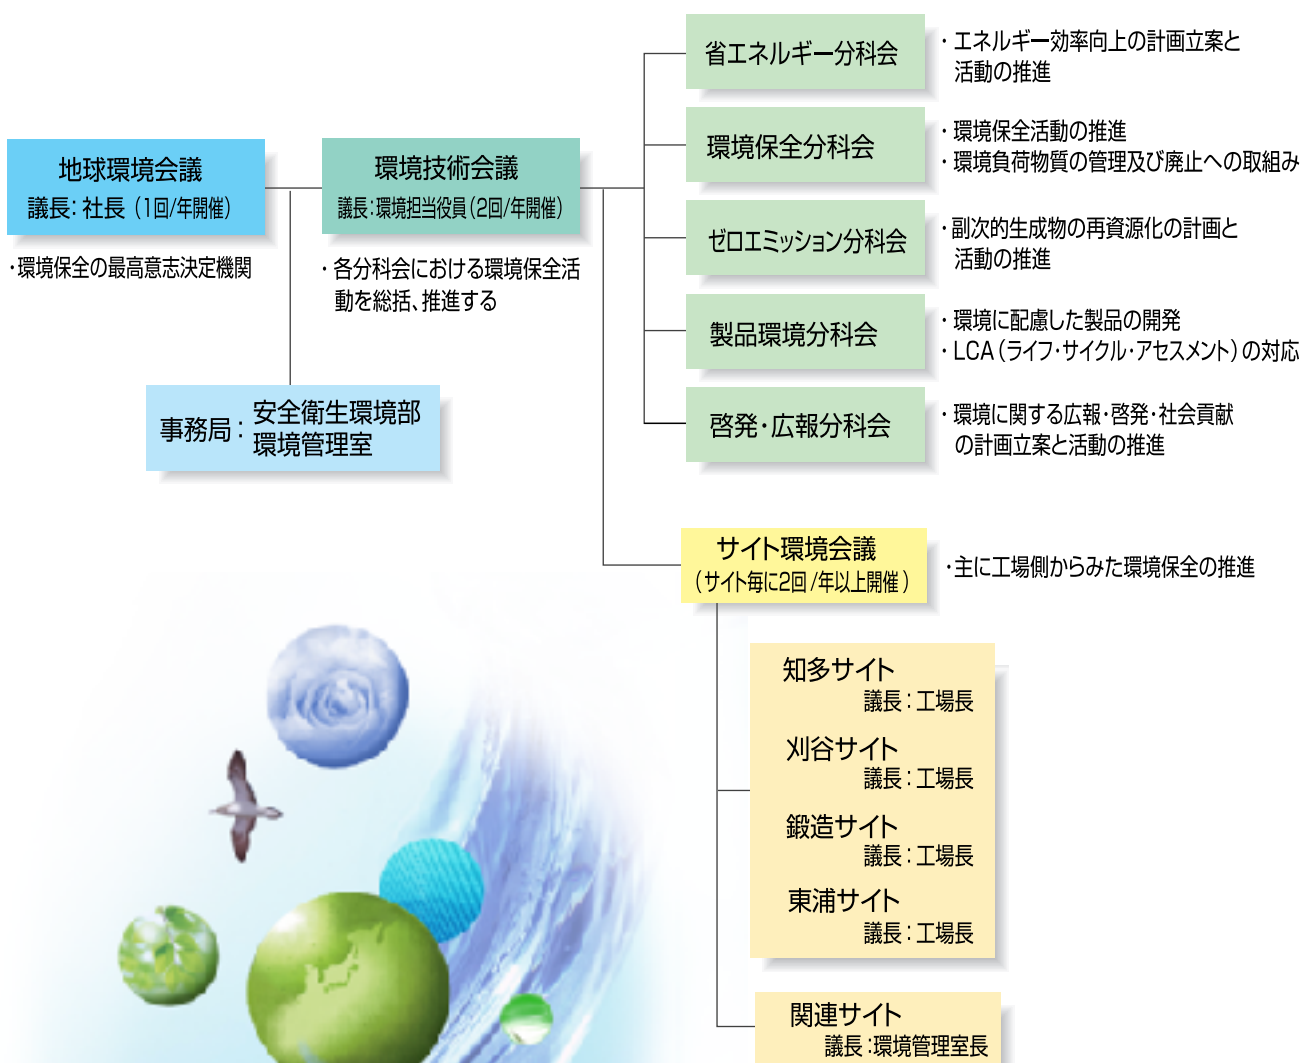 地球環境会議
議長：社長（1回/年開催）
・環境保全の最高意志決定機関
環境技術会議
議長：環境担当役員（2回/年開催）
・各分科会における環境保全活
動を総括、推進する
事務局：安全衛生環境部
環境管理室
省エネルギー分科会
・エネルギー効率向上の計画立案と
活動の推進
環境保全分科会
・環境保全活動の推進
・環境負荷物質の管理及び廃止への取組み
ゼロエミッション分科会
・副次的生成物の再資源化の計画と
活動の推進
製品環境分科会
・環境に配慮した製品の開発
・LCA（ライフ・サイクル・アセスメント）の対応
啓発・広報分科会
・環境に関する広報・啓発・社会貢献
の計画立案と活動の推進
サイト環境会議
（サイト毎に2回/年以上開催）
・主に工場側からみた環境保全の推進
知多サイト
議長：工場長
刈谷サイト
議長：工場長
鍛造サイト
議長：工場長
東浦サイト
議長：工場長
関連サイト
議長：環境管理室長